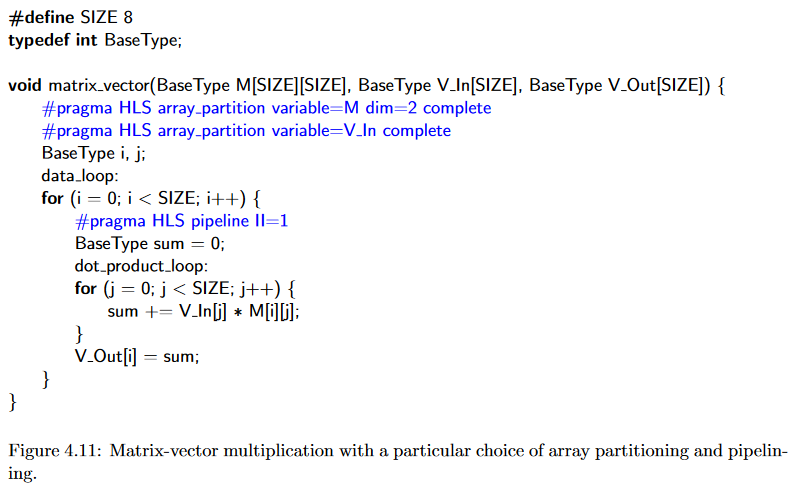 #define SIZE 8
typedef int BaseType;
void matrix_vector(BaseType M[SIZE][SIZE], BaseType V_In[SIZE], BaseType V_Out[SIZE]) {
#pragma HLS array_partition variable=M dim=2 complete
#pragma HLS array_partition variable=V_In complete
BaseType i, j;
data_loop:
for (i = 0; i < SIZE; i++) {
#pragma HLS pipeline II=1
BaseType sum = 0;
dot_product_loop:
for (j = 0; j < SIZE; j++) {
sum += V_In[j] * M[i][j];
}
V_Out[i] = sum;
}
}
Figure 4.11: Matrix-vector multiplication with a particular choice of array partitioning and pipelin-
ing.